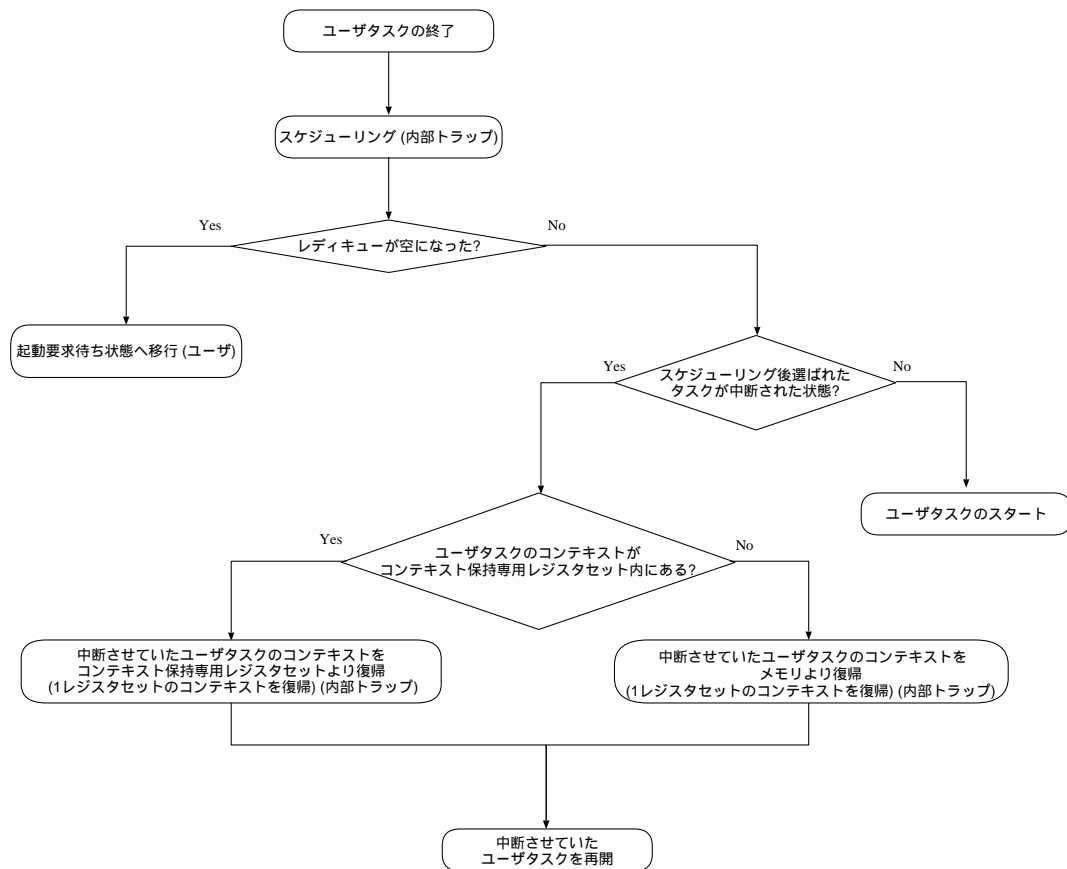 ユーザタスクの終了
スケジューリング (内部トラップ)
Yes
No
レディキューが空になった?
起動要求待ち状態へ移行 (ユーザ)
Yes
No
スケジューリング後選ばれた
タスクが中断された状態?
ユーザタスクのスタート
Yes
No
ユーザタスクのコンテキストが
コンテキスト保持専用レジスタセット内にある?
中断させていたユーザタスクのコンテキストを
コンテキスト保持専用レジスタセットより復帰
(1レジスタセットのコンテキストを復帰) (内部トラップ)
中断させていたユーザタスクのコンテキストを
メモリより復帰
(1レジスタセットのコンテキストを復帰) (内部トラップ)
中断させていた
ユーザタスクを再開